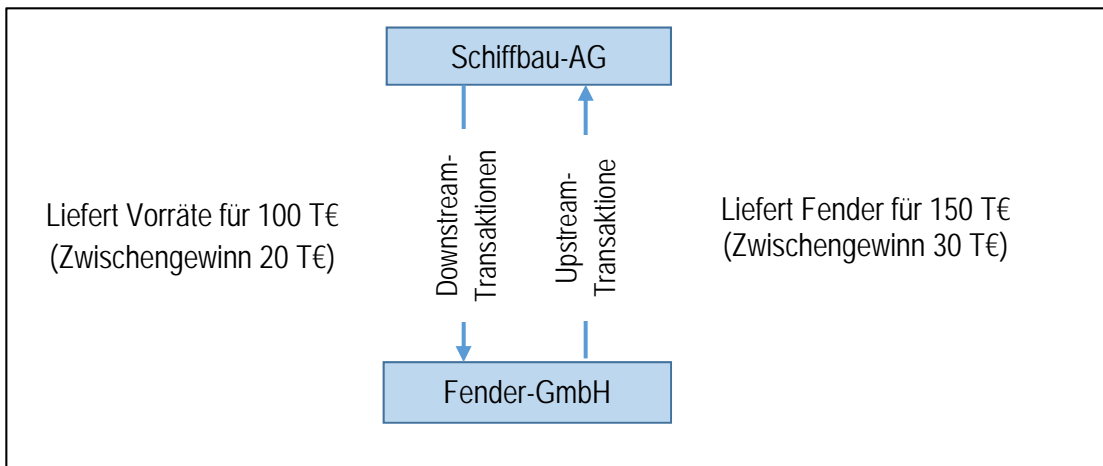 Schiffbau-AG
Liefert Vorräte für 100 T€
(Zwischengewinn 20 T€)
Downstream-
Transaktionen
Upstream-
Transaktione
Liefert Fender für 150 T€
(Zwischengewinn 30 T€)
Fender-GmbH